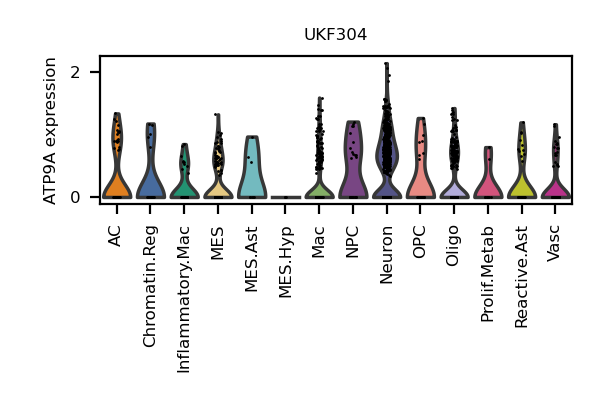 UKF304
ATP9A expression
2
0
AC
Chromatin.Reg
Inflammatory.Mac
MES
MES.Ast
MES.Hyp
Mac
NPC
Neuron
OPC
Oligo
Prolif.Metab
Reactive.Ast
Vasc